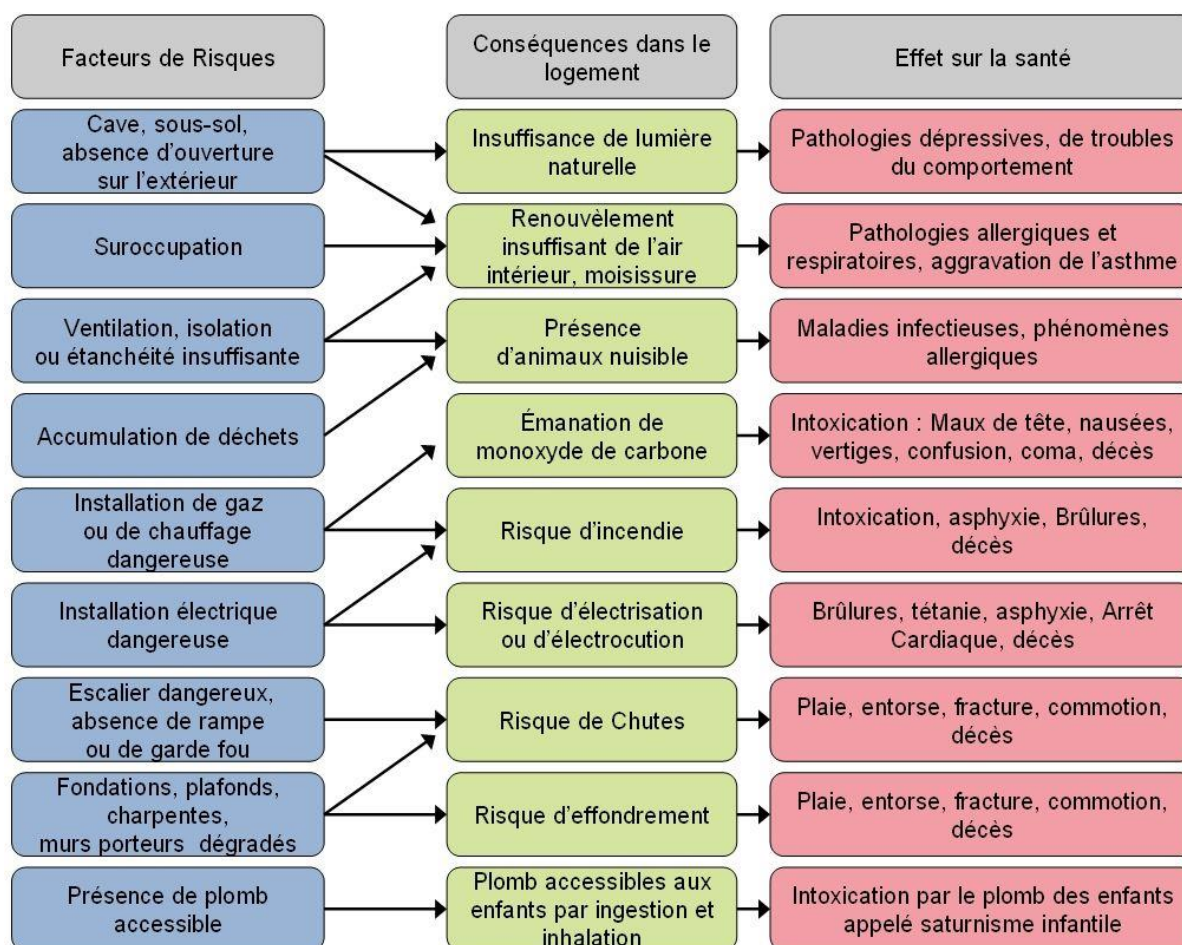 Facteurs de Risques
Conséquences dans le
logement
Effet sur la santé
Cave, sous-sol,
absence d'ouverture
sur l'extérieur
Insuffisance de lumière
naturelle
Pathologies dépressives, de troubles
du comportement
Suroccupation
Renouvèlement
insuffisant de l'air
intérieur, moisissure
Pathologies allergiques et
respiratoires, aggravation de l'asthme
Ventilation, isolation
ou étanchéité insuffisante
Présence
d'animaux nuisible
Maladies infectieuses, phénomènes
allergiques
Accumulation de déchets
Émanation de
monoxyde de carbone
Intoxication : Maux de tête, nausées,
vertiges, confusion, coma, décès
Installation de gaz
ou de chauffage
dangereuse
Risque d'incendie
Intoxication, asphyxie, Brûlures,
décès
Installation électrique
dangereuse
Risque d'électrisation
ou d'électrocution
Brûlures, tétanie, asphyxie, Arrêt
Cardiaque, décès
Escalier dangereux,
absence de rampe
ou de garde fou
Risque de Chutes
Plaie, entorse, fracture, commotion,
décès
Fondations, plafonds,
charpentes,
murs porteurs dégradés
Risque d'effondrement
Plaie, entorse, fracture, commotion,
décès
Présence de plomb
accessible
Plomb accessibles aux
enfants par ingestion et
inhalation
Intoxication par le plomb des enfants
appelé saturnisme infantile